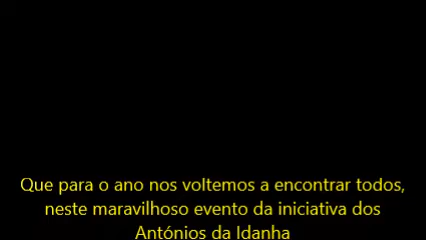 Que para o ano nos voltemos a encontrar todos,
neste maravilhoso evento da iniciativa dos
Antónios da Idanha